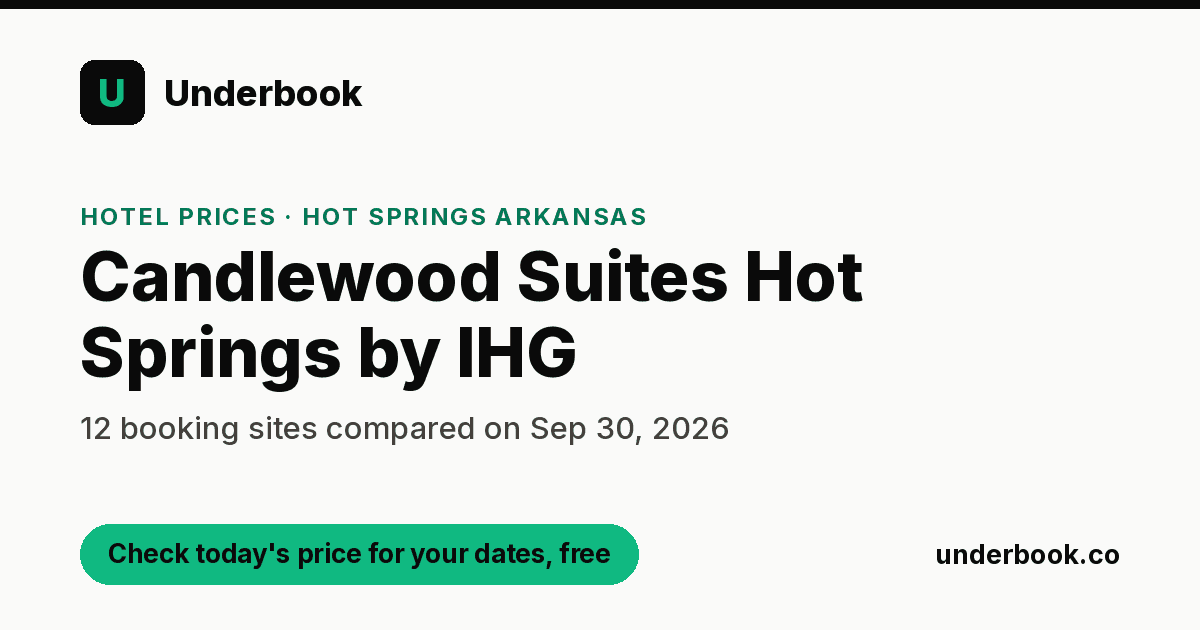 U Underbook
HOTEL PRICES · HOT SPRINGS ARKANSAS
Candlewood Suites Hot
Springs by IHG
12 booking sites compared on Sep 30, 2026
Check today's price for your dates, free
underbook.co